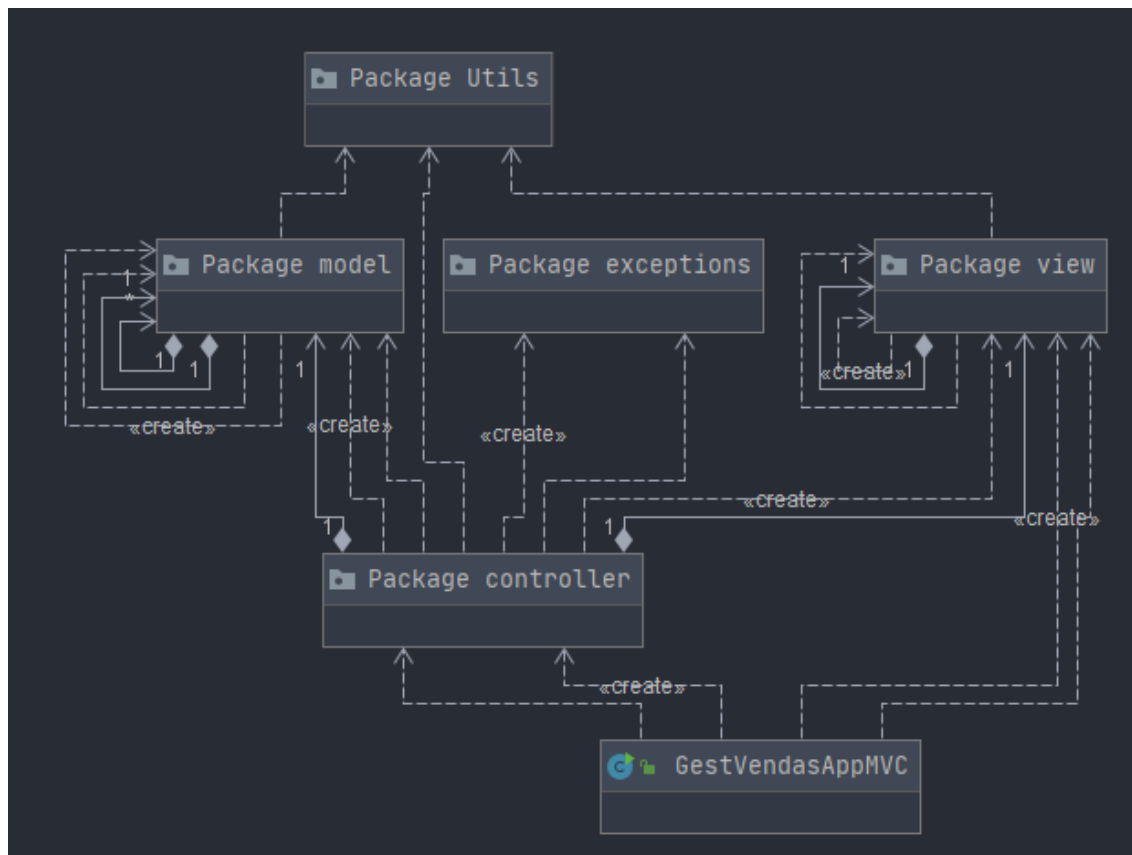 Package Utils
Package model
Package exceptions
Package view
1
*
1
1
1
1
1
1
«create»
«create»
«create»
«create»
«create»
«create»
1
1
Package controller
«create»
GestVendasAppMVC